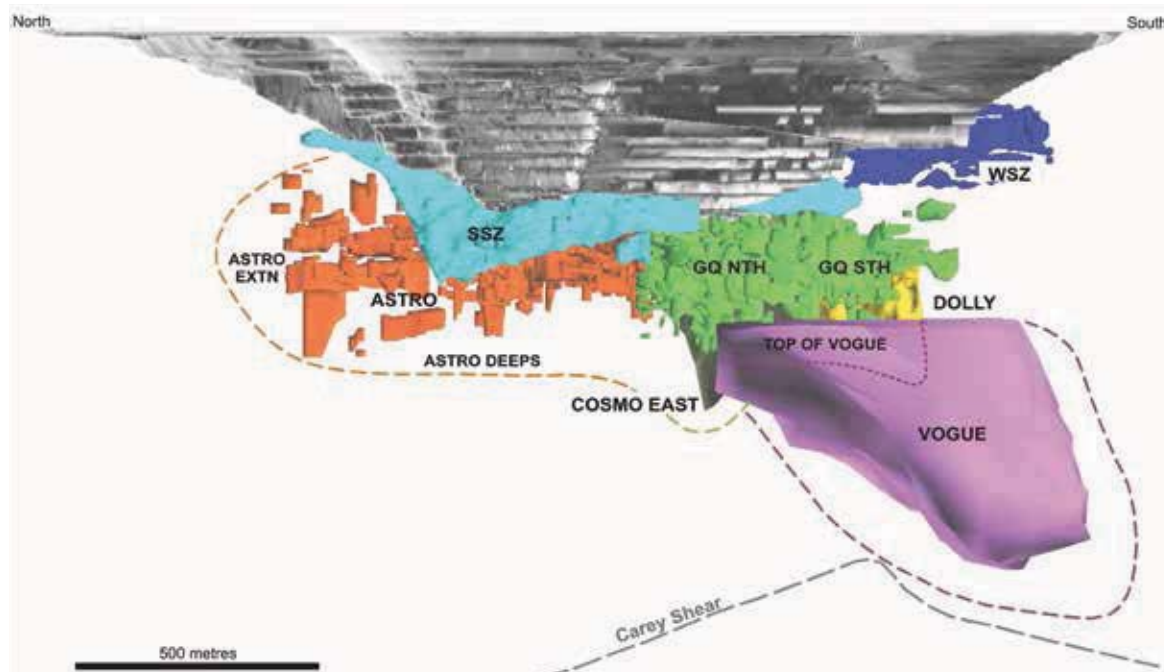 North
South
WSZ
SSZ
ASTRO
EXTN
GQ NTH
GQ STH
ASTRO
DOLLY
TOP OF VOGUE
ASTRO DEEPS
COSMO EAST
VOGUE
Carey Shear
500 metres